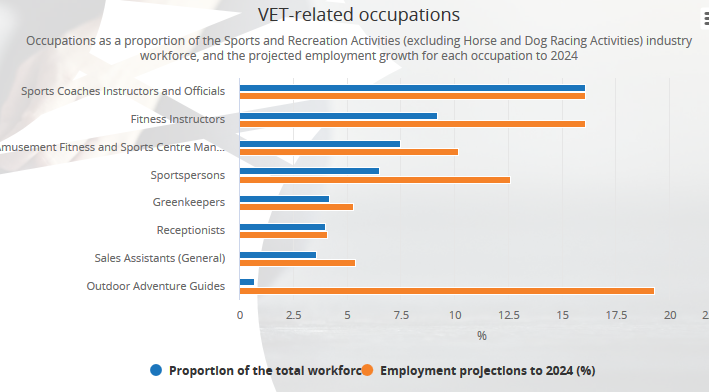 VET-related occupations
Occupations as a proportion of the Sports and Recreation Activities (excluding Horse and Dog Racing Activities) industry
workforce, and the projected employment growth for each occupation to 2024
Sports Coaches Instructors and Officials
Fitness Instructors
Amusement Fitness and Sports Centre Man...
Sportspersons
Greenkeepers
Receptionists
Sales Assistants (General)
Outdoor Adventure Guides
0 2.5 5 7.5 10 12.5 15 17.5 20 2
%
Proportion of the total workforc Employment projections to 2024 (%)